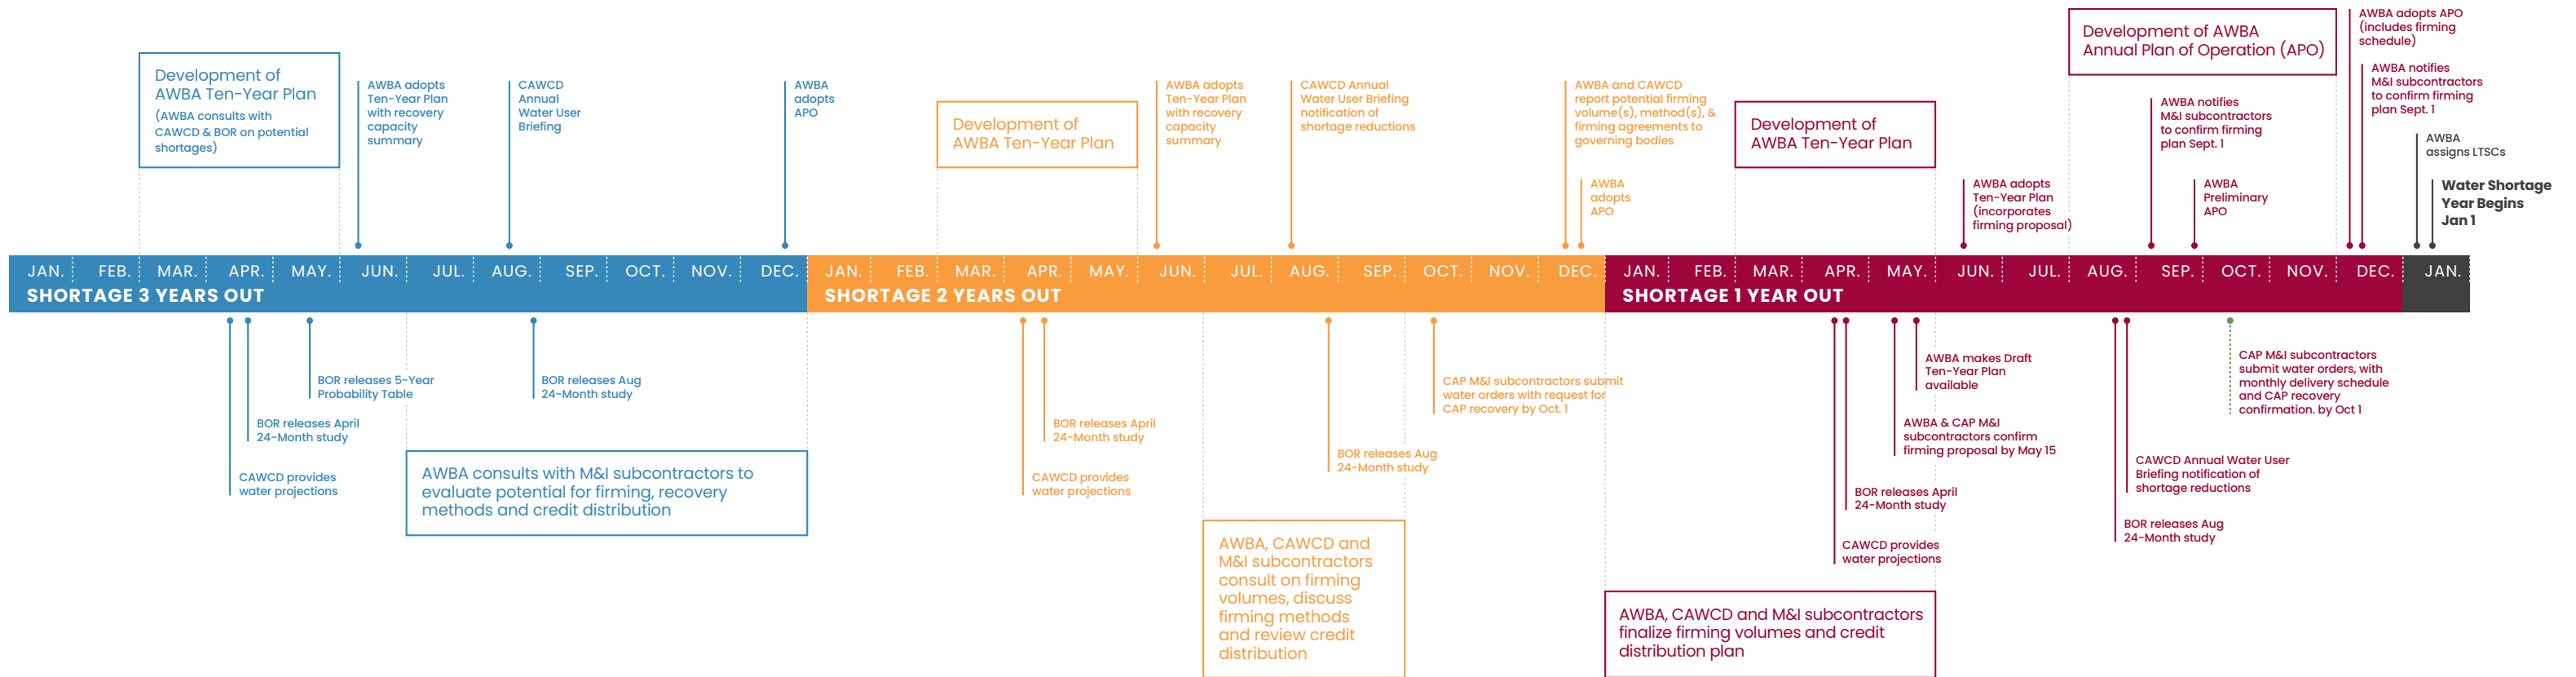 Development of
AWBA Ten-Year Plan
(AWBA consults with
CAWCD & BOR on potential
shortages)
AWBA adopts
Ten-Year Plan
with recovery
capacity
summary
CAWCD
Annual
Water User
Briefing
AWBA
adopts
APO
Development of
AWBA Ten-Year Plan
AWBA adopts
Ten-Year Plan
with recovery
capacity
summary
CAWCD Annual
Water User Briefing
notification of
shortage reductions
AWBA and CAWCD
report potential firming
volume(s), method(s), &
firming agreements to
governing bodies
AWBA
adopts
APO
Development of
AWBA Ten-Year Plan
AWBA adopts
Ten-Year Plan
(incorporates
firming proposal)
Development of AWBA
Annual Plan of Operation (APO)
AWBA notifies
M&I subcontractors
to confirm firming
plan Sept. 1
AWBA
Preliminary
APO
AWBA adopts APO
(includes firming
schedule)
AWBA notifies
M&I subcontractors
to confirm firming
plan Sept. 1
AWBA
assigns LTSCs
Water Shortage
Year Begins
Jan 1
JAN. FEB. MAR. APR. MAY. JUN. JUL. AUG. SEP. OCT. NOV. DEC. JAN. FEB. MAR. APR. MAY. JUN. JUL. AUG. SEP. OCT. NOV. DEC. JAN. FEB. MAR. APR. MAY. JUN. JUL. AUG. SEP. OCT. NOV. DEC. JAN.
SHORTAGE 3 YEARS OUT SHORTAGE 2 YEARS OUT SHORTAGE 1 YEAR OUT
BOR releases 5-Year
Probability Table
BOR releases April
24-Month study
CAWCD provides
water projections
BOR releases Aug
24-Month study
AWBA consults with M&I subcontractors to
evaluate potential for firming, recovery
methods and credit distribution
BOR releases April
24-Month study
CAWCD provides
water projections
BOR releases Aug
24-Month study
CAP M&I subcontractors submit
water orders with request for
CAP recovery by Oct. 1
AWBA, CAWCD and
M&I subcontractors
consult on firming
volumes, discuss
firming methods
and review credit
distribution
AWBA makes Draft
Ten-Year Plan
available
AWBA & CAP M&I
subcontractors confirm
firming proposal by May 15
BOR releases April
24-Month study
CAWCD provides
water projections
AWBA, CAWCD and M&I subcontractors
finalize firming volumes and credit
distribution plan
CAP M&I subcontractors
submit water orders, with
monthly delivery schedule
and CAP recovery
confirmation. by Oct 1
CAWCD Annual Water User
Briefing notification of
shortage reductions
BOR releases Aug
24-Month study